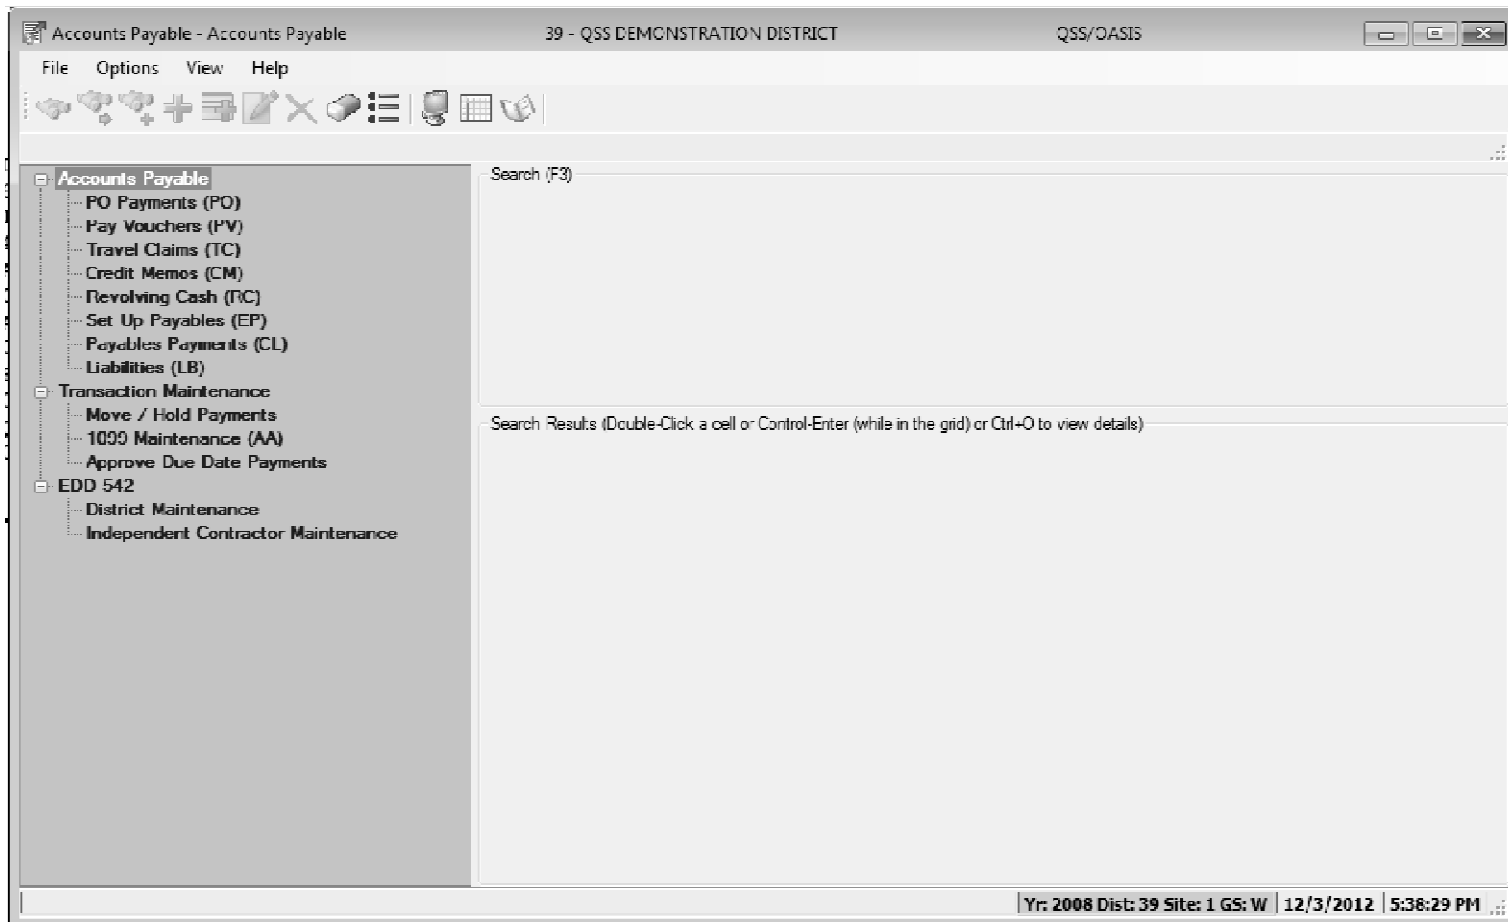 Accounts Payable - Accounts Payable 39 - QSS DEMONSTRATION DISTRICT QSS/OASIS
File Options View Help
Accounts Payable
PO Payments (PO)
Pay Vouchers (PV)
Travel Claims (TC)
Credit Memos (CM)
Revolving Cash (RC)
Set Up Payables (EP)
Payables Payments (CL)
Liabilities (LB)
Transaction Maintenance
Move / Hold Payments
1099 Maintenance (AA)
Approve Due Date Payments
EDD 542
District Maintenance
Independent Contractor Maintenance
Search (F3)
Search Results (Double-Click a cell or Control-Enter (while in the grid) or Ctrl+O to view details)
Yr: 2008 Dist: 39 Site: 1 GS: W 12/3/2012 5:38:29 PM